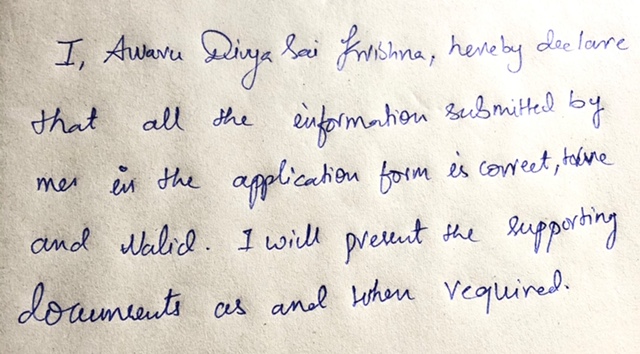 I, Awaru Divya Sai Krishna, hereby declare
that all the information submitted by
me in the application form is correct, true
and Valid. I will present the supporting
documents as and when required.